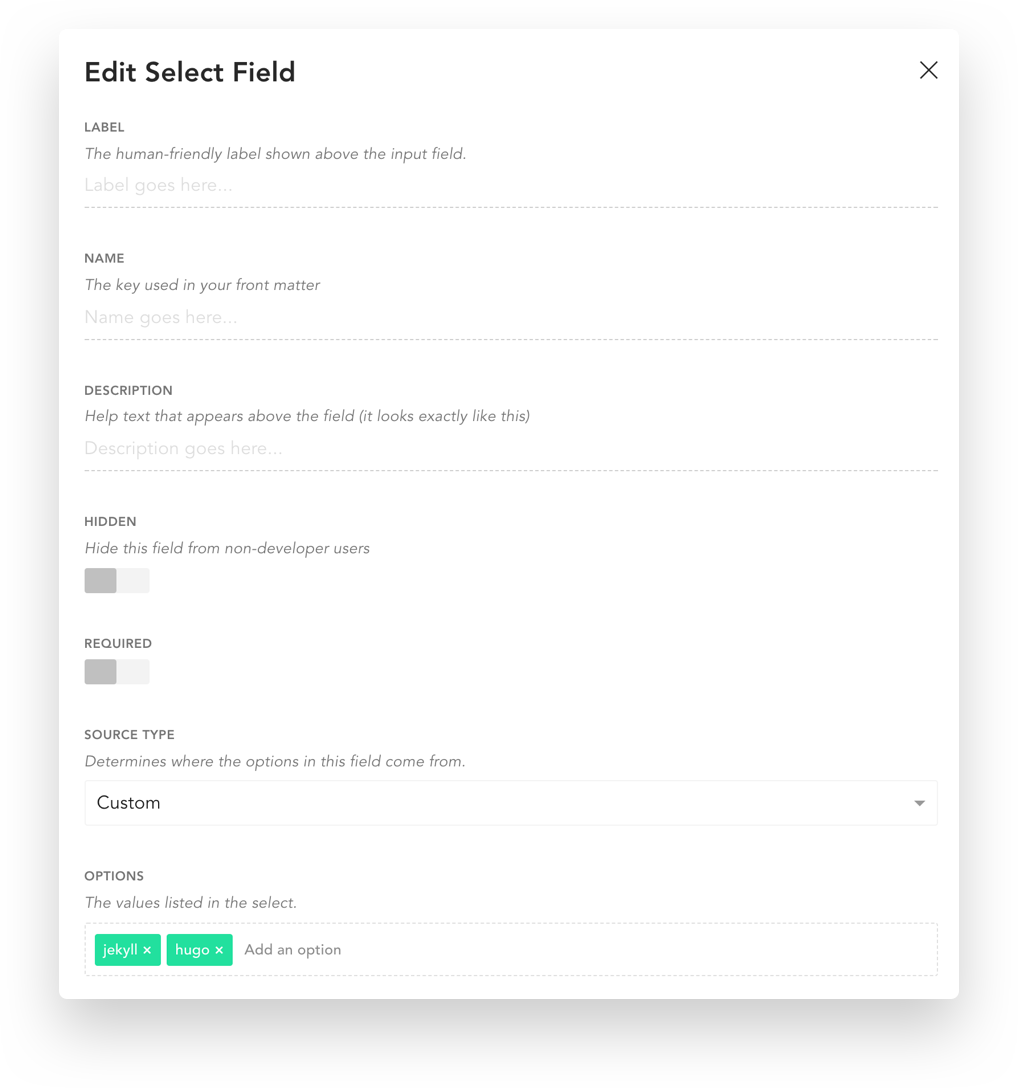 Edit Select Field
LABEL
The human-friendly label shown above the input field.
Label goes here...
NAME
The key used in your front matter
Name goes here...
DESCRIPTION
Help text that appears above the field (it looks exactly like this)
Description goes here...
HIDDEN
Hide this field from non-developer users
REQUIRED
SOURCE TYPE
Determines where the options in this field come from.
Custom
OPTIONS
The values listed in the select.
jekyll × hugo × Add an option